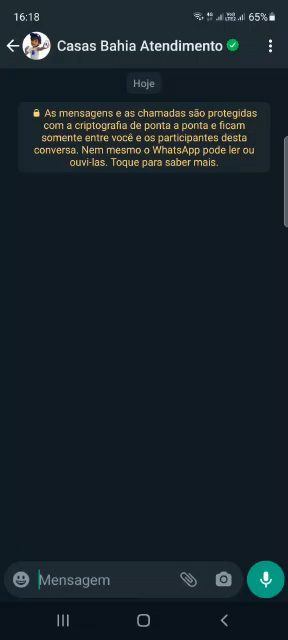 16:18
4G
65%
Casas Bahia Atendimento
Hoje
As mensagens e as chamadas são protegidas
com a criptografia de ponta a ponta e ficam
somente entre você e os participantes desta
conversa. Nem mesmo o WhatsApp pode ler ou
ouvi-las. Toque para saber mais.
Mensagem